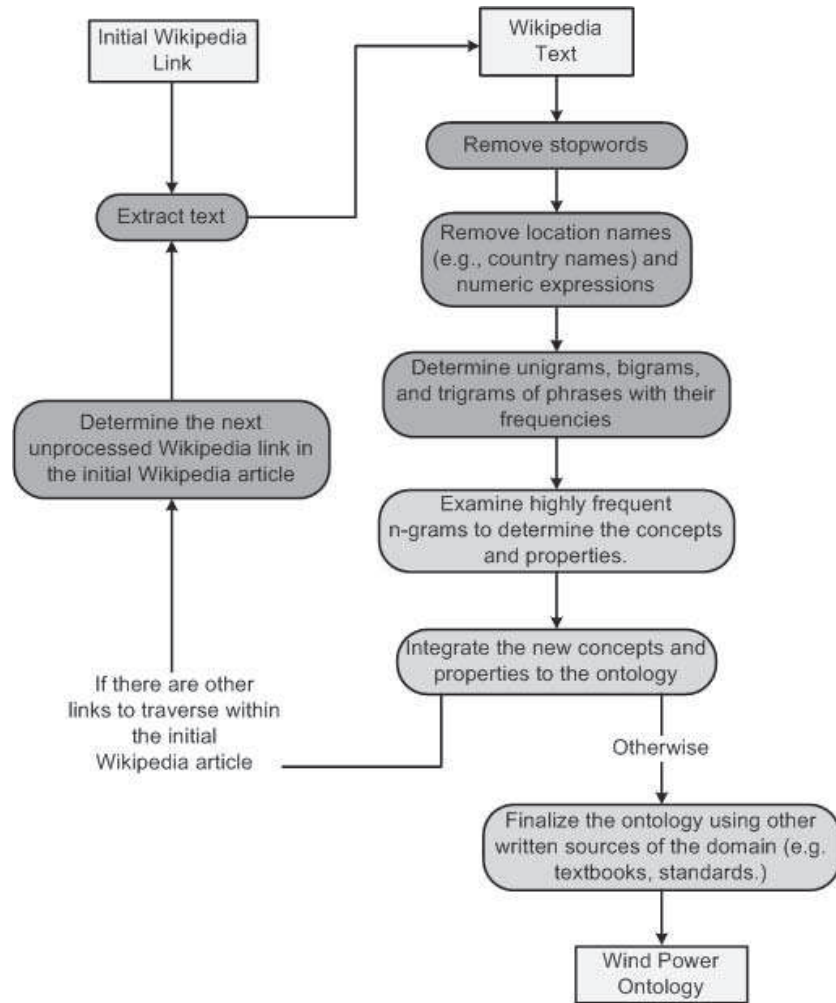 Initial Wikipedia
Link
Wikipedia
Text
Remove stopwords
Extract text
Remove location names
(e.g., country names) and
numeric expressions
Determine unigrams, bigrams,
and trigrams of phrases with their
frequencies
Determine the next
unprocessed Wikipedia link in
the initial Wikipedia article
Examine highly frequent
n-grams to determine the concepts
and properties.
Integrate the new concepts and
properties to the ontology
If there are other
links to traverse within
the initial
Wikipedia article
Otherwise
Finalize the ontology using other
written sources of the domain (e.g.
textbooks, standards.)
Wind Power
Ontology